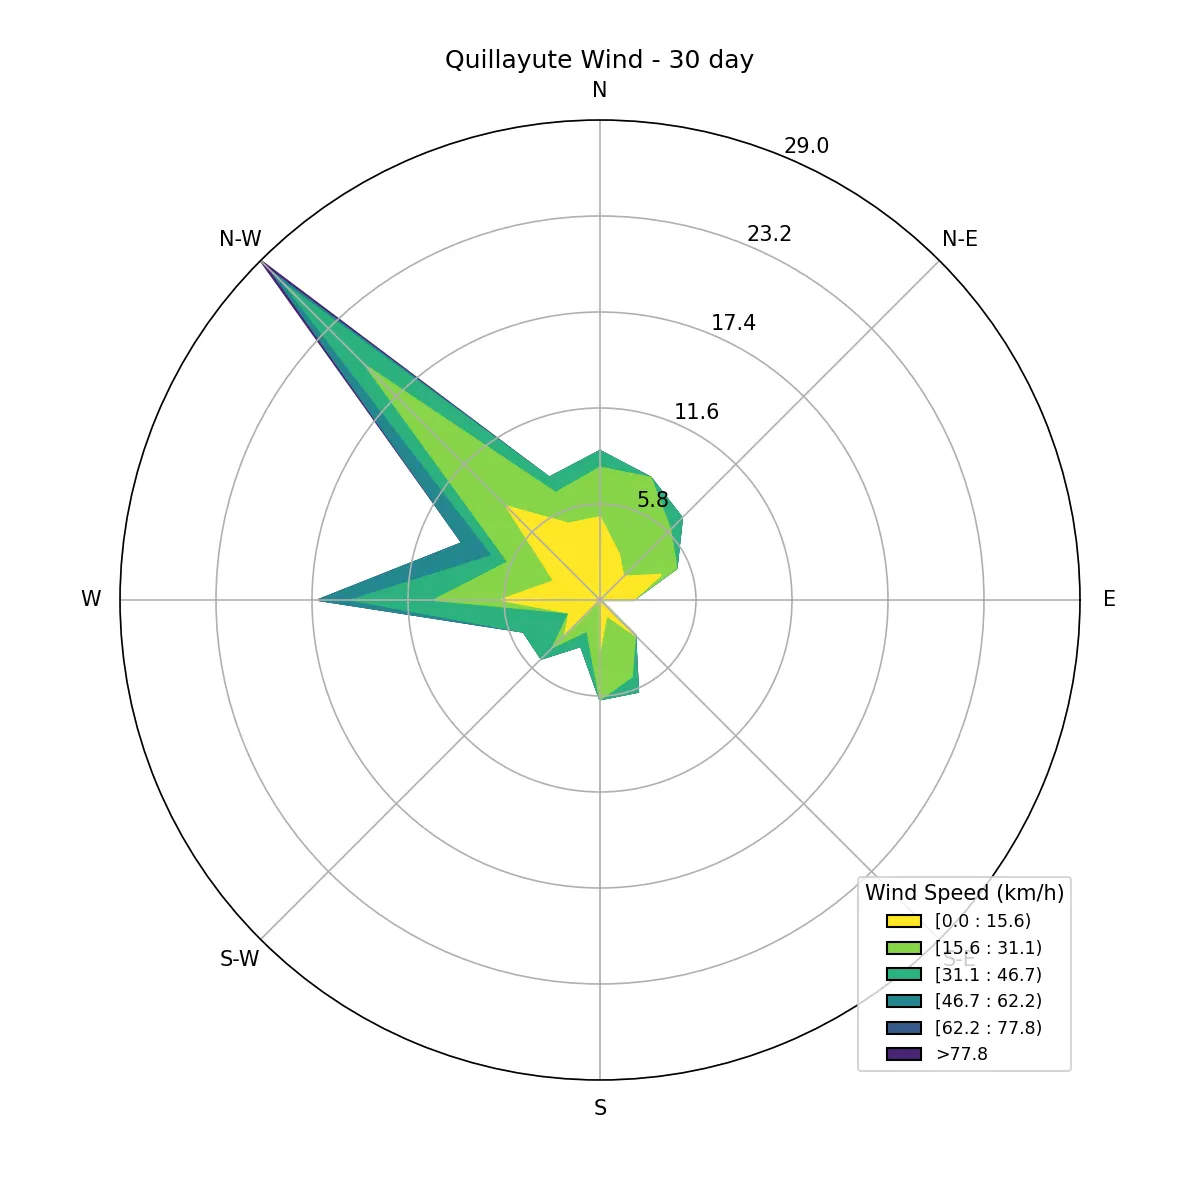 Quillayute Wind - 30 day
N
29.0
N-W
N-E
23.2
17.4
11.6
5.8
W
E
S-W
S-E
S
Wind Speed (km/h)
[0.0 : 15.6)
[15.6 : 31.1)
[31.1 : 46.7)
[46.7 : 62.2)
[62.2 : 77.8)
>77.8